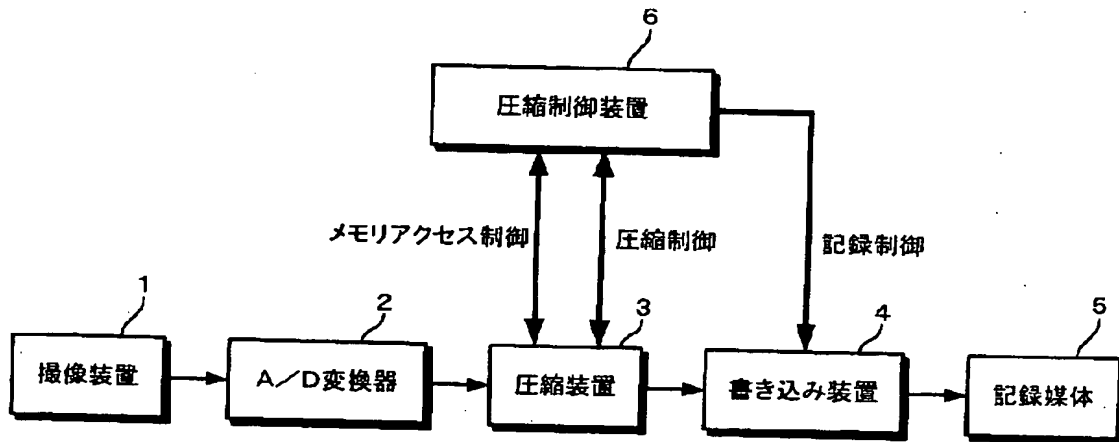 6
圧縮制御装置
メモリアクセス制御
圧縮制御
記録制御
1
撮像装置
2
A/D変換器
3
圧縮装置
4
書き込み装置
5
記録媒体